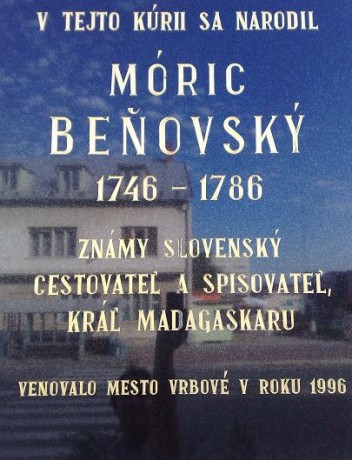 V TEJTO KÚRII SA NARODIL
MÓRIC
BEŇOVSKÝ
1746 - 1786
ZNÁMY SLOVENSKÝ
CESTOVATEĽ A SPISOVATEĽ,
KRÁĽ MADAGASKARU
VENOVALO MESTO VRBOVÉ V ROKU 1996